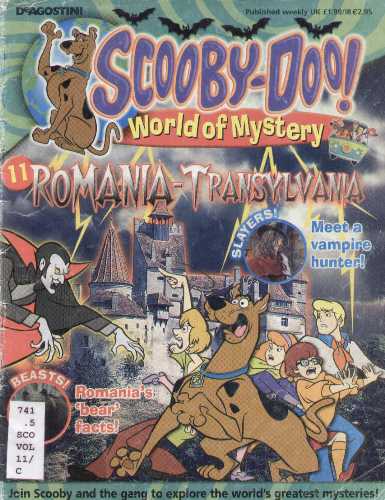 DeAGOSTINI
Published weekly UK £1.99/IR €2.95
SCOOBY-DOO!
World of Mystery
11 ROMANIA-TRANSYLVANIA
SLAYERS!
Meet a
vampire
hunter!
BEASTS!
Romania's
'bear'
facts!
741
.5
SCO
VOL
11/
C
Join Scooby and the gang to explore the world's greatest mysteries!